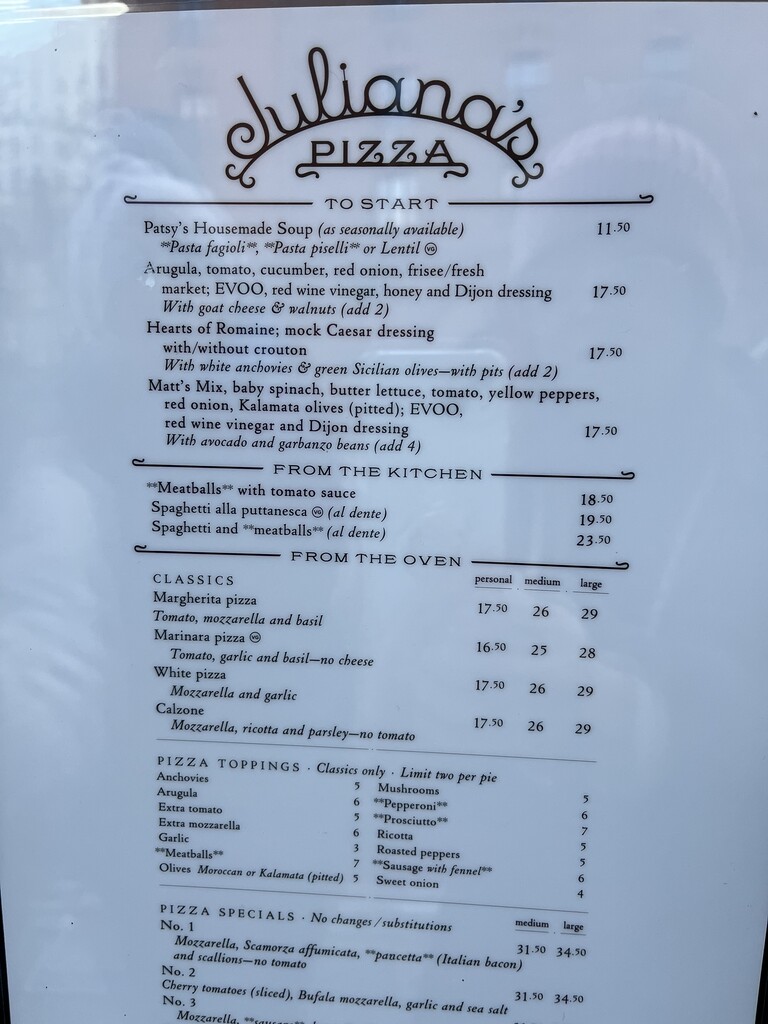 Juliana's
PIZZA
TO START
Patsy's Housemade Soup (as seasonally available) 11.50
**Pasta fagioli**, **Pasta piselli** or Lentil VG
Arugula, tomato, cucumber, red onion, frisee/fresh
market; EVOO, red wine vinegar, honey and Dijon dressing 17.50
With goat cheese & walnuts (add 2)
Hearts of Romaine; mock Caesar dressing
with/without crouton 17.50
With white anchovies & green Sicilian olives—with pits (add 2)
Matt's Mix, baby spinach, butter lettuce, tomato, yellow peppers,
red onion, Kalamata olives (pitted); EVOO,
red wine vinegar and Dijon dressing 17.50
With avocado and garbanzo beans (add 4)
FROM THE KITCHEN
**Meatballs** with tomato sauce 18.50
Spaghetti alla puttanesca VG (al dente) 19.50
Spaghetti and **meatballs** (al dente) 23.50
FROM THE OVEN
CLASSICS personal medium large
Margherita pizza 17.50 26 29
Tomato, mozzarella and basil
Marinara pizza VG 16.50 25 28
Tomato, garlic and basil—no cheese
White pizza 17.50 26 29
Mozzarella and garlic
Calzone 17.50 26 29
Mozzarella, ricotta and parsley—no tomato
PIZZA TOPPINGS · Classics only · Limit two per pie
Anchovies 5 Mushrooms 5
Arugula 6 **Pepperoni** 6
Extra tomato 5 **Prosciutto** 7
Extra mozzarella 6 Ricotta 5
Garlic 3 Roasted peppers 5
**Meatballs** 7 **Sausage with fennel** 6
Olives Moroccan or Kalamata (pitted) 5 Sweet onion 4
PIZZA SPECIALS · No changes/substitutions medium large
No. 1 31.50 34.50
Mozzarella, Scamorza affumicata, **pancetta** (Italian bacon)
and scallions—no tomato
No. 2 31.50 34.50
Cherry tomatoes (sliced), Bufala mozzarella, garlic and sea salt
No. 3
Mozzarella,